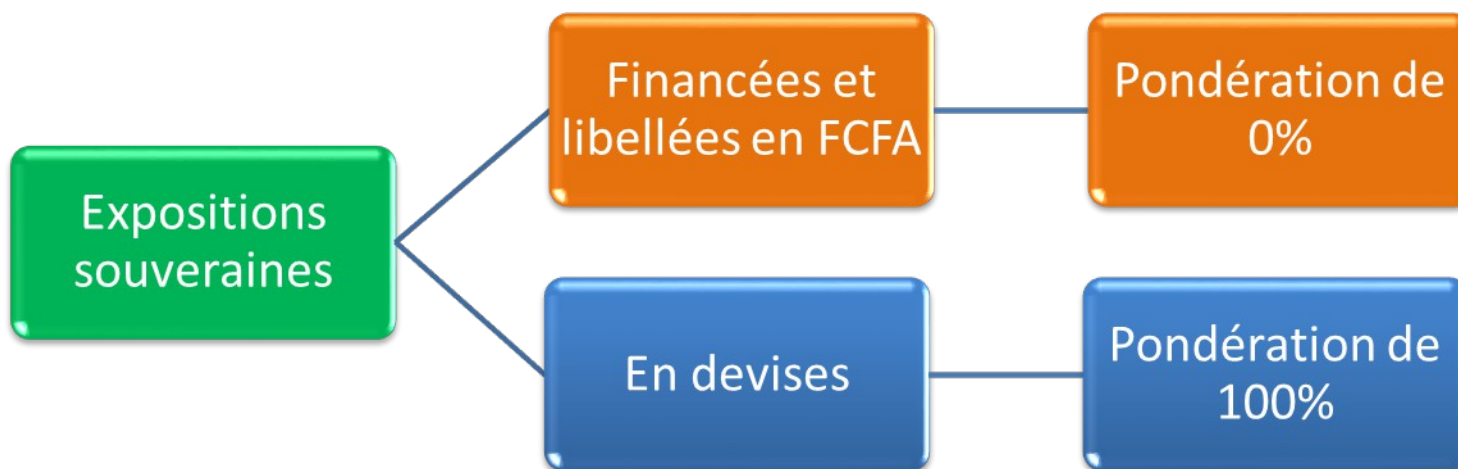 Expositions
souveraines
Financées et
libellées en FCFA
Pondération de
0%
En devises
Pondération de
100%